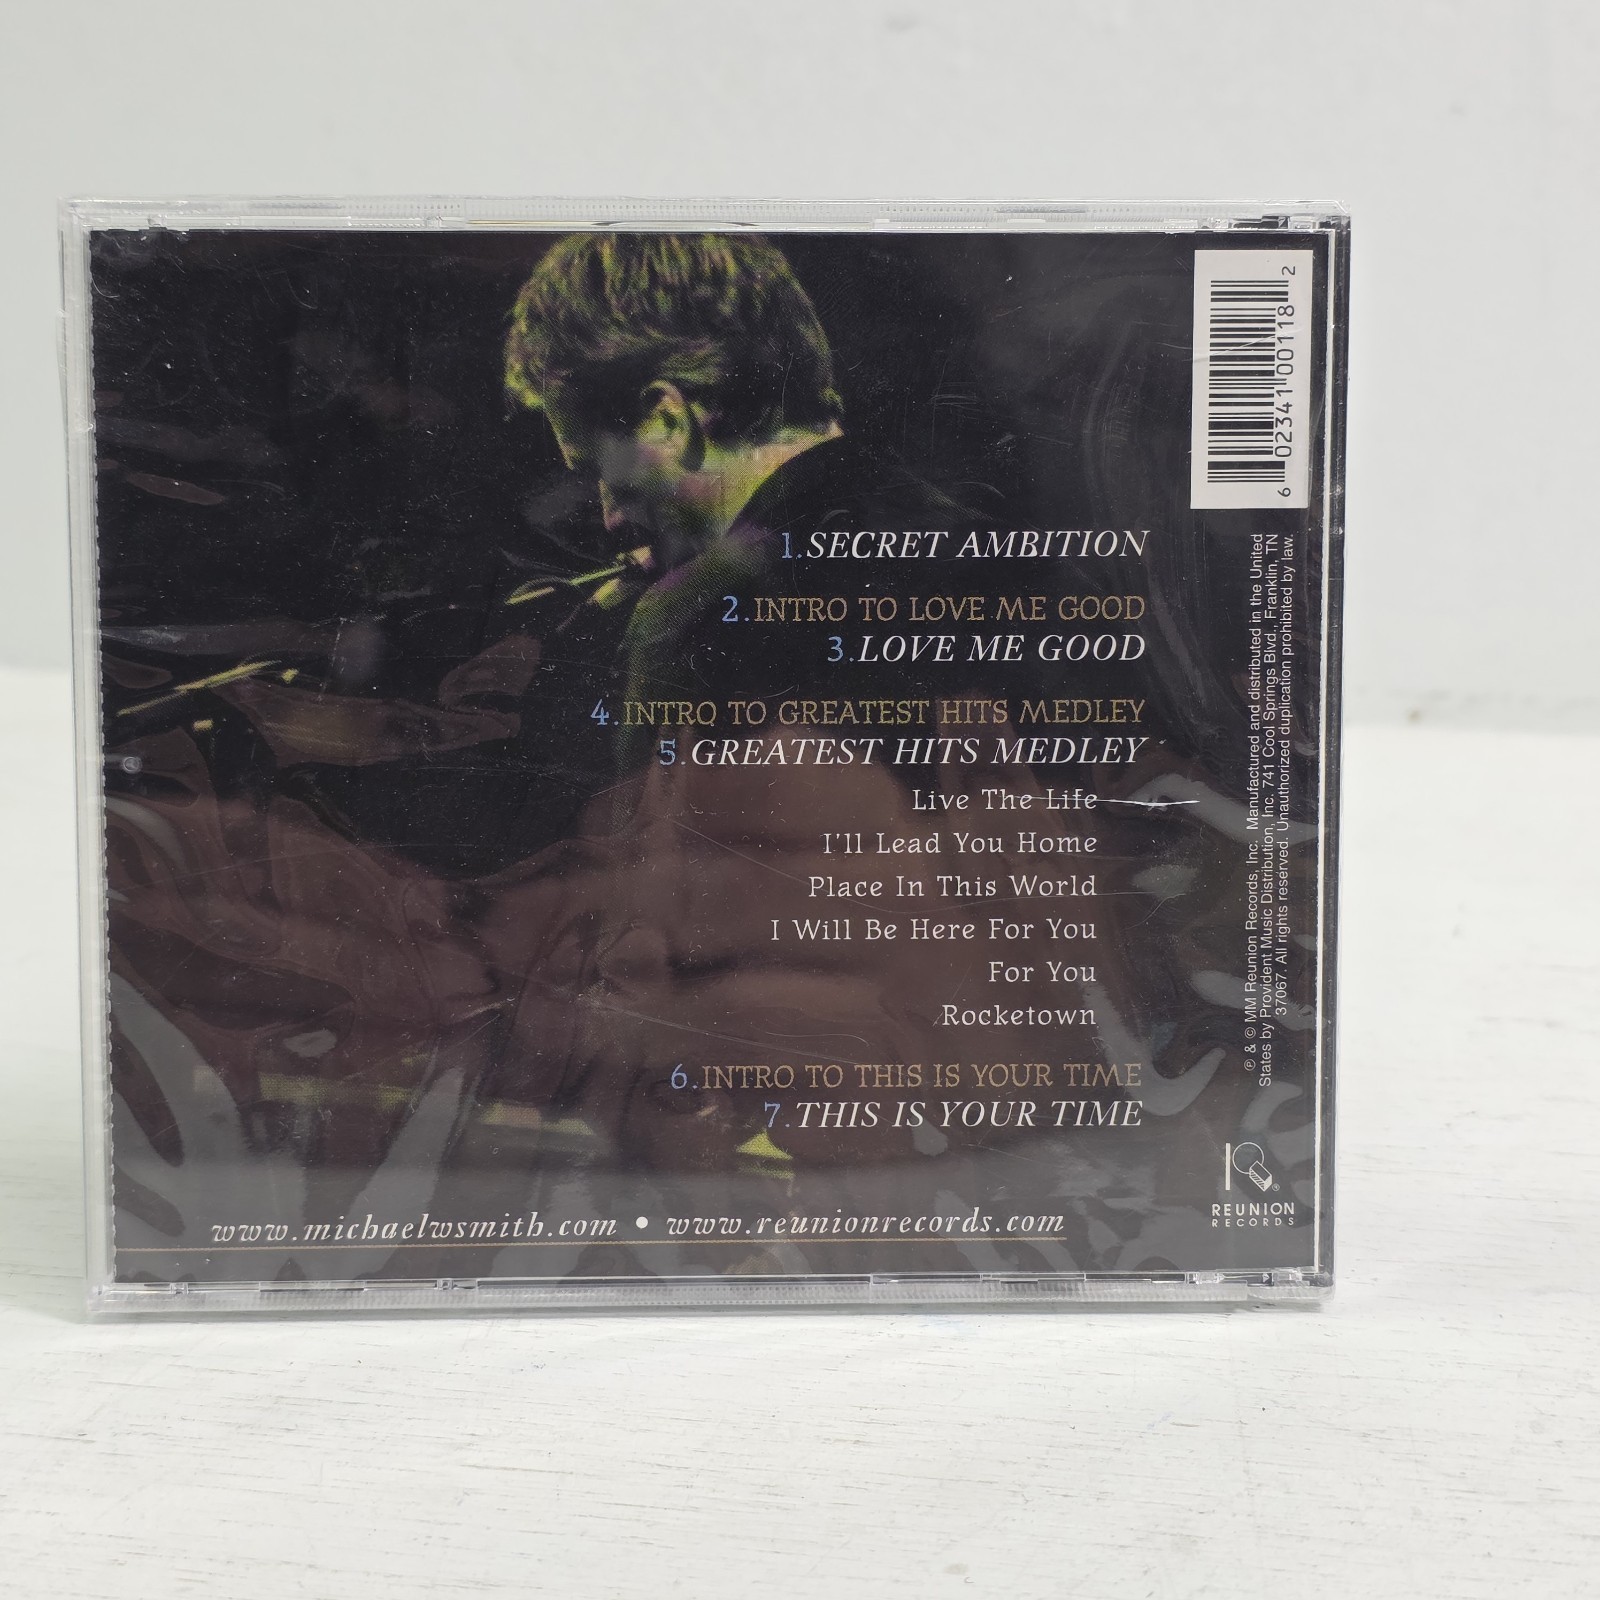 1.SECRET AMBITION
2.INTRO TO LOVE ME GOOD
3.LOVE ME GOOD
4.INTRO TO GREATEST HITS MEDLEY
5.GREATEST HITS MEDLEY
Live The Life
I'll Lead You Home
Place In This World
I Will Be Here For You
For You
Rocketown
6.INTRO TO THIS IS YOUR TIME
7.THIS IS YOUR TIME
www.michaelwsmith.com • www.reunionrecords.com
6 02341 00118 2
℗ & © MM Reunion Records, Inc. Manufactured and distributed in the United
States by Provident Music Distribution, Inc. 741 Cool Springs Blvd., Franklin, TN
37067. All rights reserved. Unauthorized duplication prohibited by law.
REUNION
RECORDS